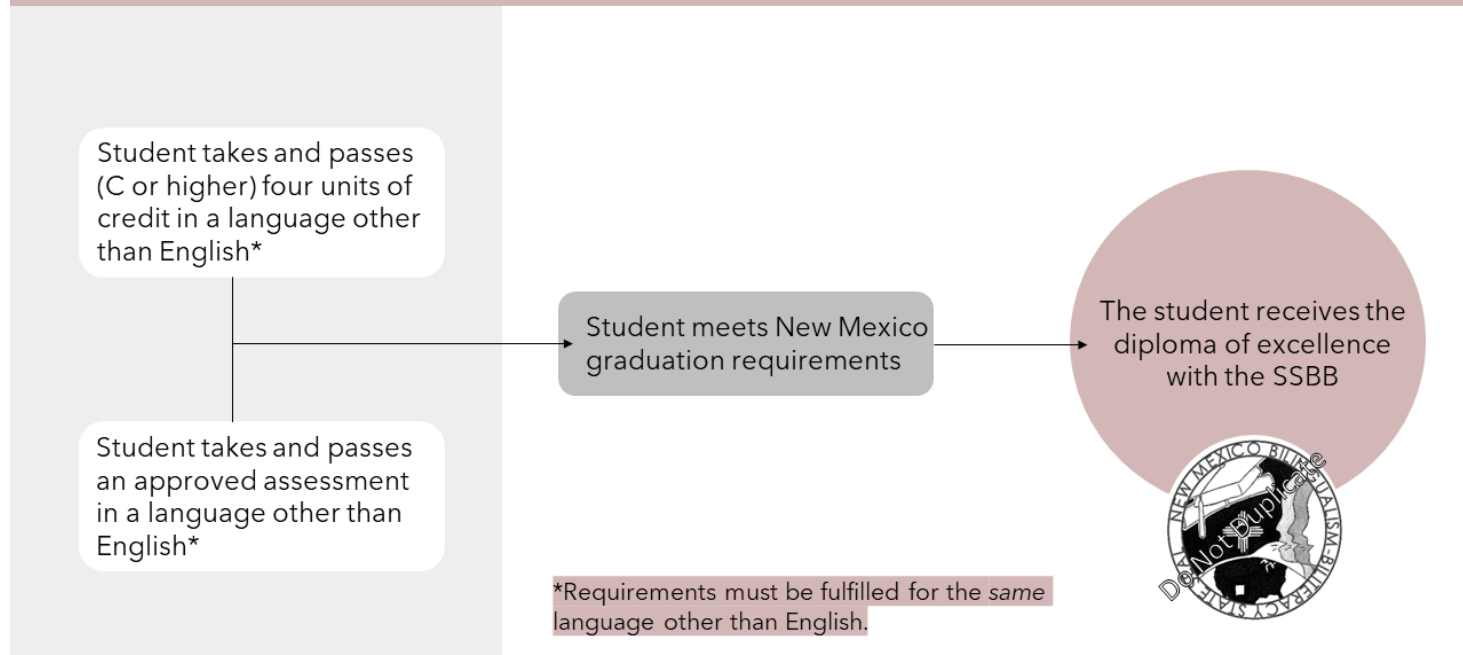 Student takes and passes
(C or higher) four units of
credit in a language other
than English*
Student takes and passes
an approved assessment
in a language other than
English*
Student meets New Mexico
graduation requirements
The student receives the
diploma of excellence
with the SSBB
NEW MEXICO BILINGUALISM-BILITERACY STATE SEAL
Do Not Duplicate
*Requirements must be fulfilled for the same
language other than English.